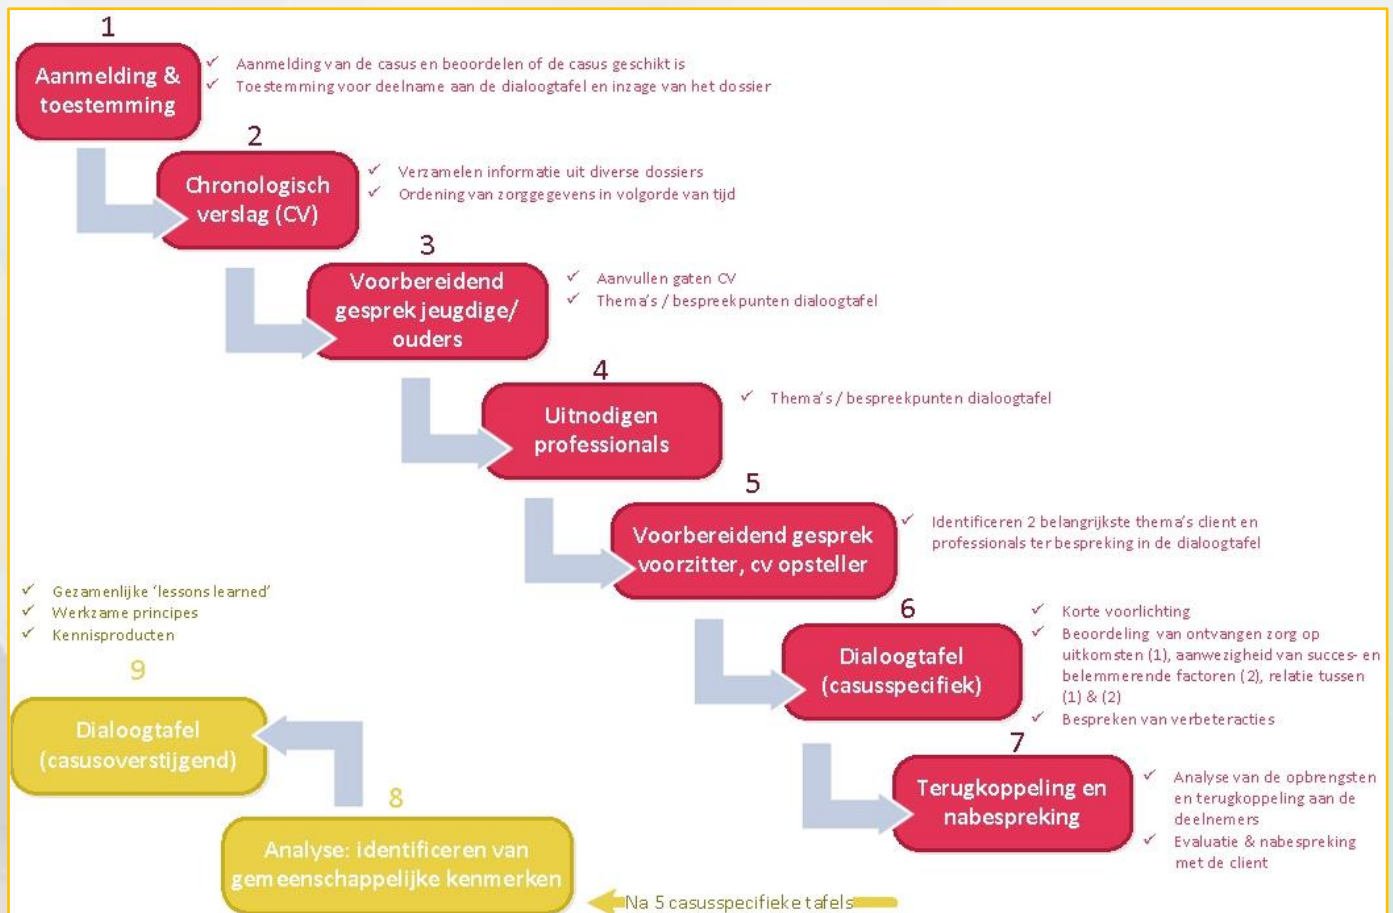 1
Aanmelding &
toestemming
✓ Aanmelding van de casus en beoordelen of de casus geschikt is
✓ Toestemming voor deelname aan de dialoogtafel en inzage van het dossier
2
Chronologisch
verslag (CV)
✓ Verzamelen informatie uit diverse dossiers
✓ Ordening van zorggegevens in volgorde van tijd
3
Voorbereidend
gesprek jeugdige/
ouders
✓ Aanvullen gaten CV
✓ Thema's / bespreekpunten dialoogtafel
4
Uitnodigen
professionals
✓ Thema's / bespreekpunten dialoogtafel
5
Voorbereidend gesprek
voorzitter, cv opsteller
✓ Identificeren 2 belangrijkste thema's client en
professionals ter bespreking in de dialoogtafel
6
Dialoogtafel
(casusspecifiek)
✓ Korte voorlichting
✓ Beoordeling van ontvangen zorg op
uitkomsten (1), aanwezigheid van succes- en
belemmerende factoren (2), relatie tussen
(1) & (2)
✓ Bespreken van verbeteracties
7
Terugkoppeling en
nabespreking
✓ Analyse van de opbrengsten
en terugkoppeling aan de
deelnemers
✓ Evaluatie & nabespreking
met de client
8
Analyse: identificeren van
gemeenschappelijke kenmerken
Na 5 casusspecifieke tafels
9
Dialoogtafel
(casusoverstijgend)
✓ Gezamenlijke 'lessons learned'
✓ Werkzame principes
✓ Kennisproducten